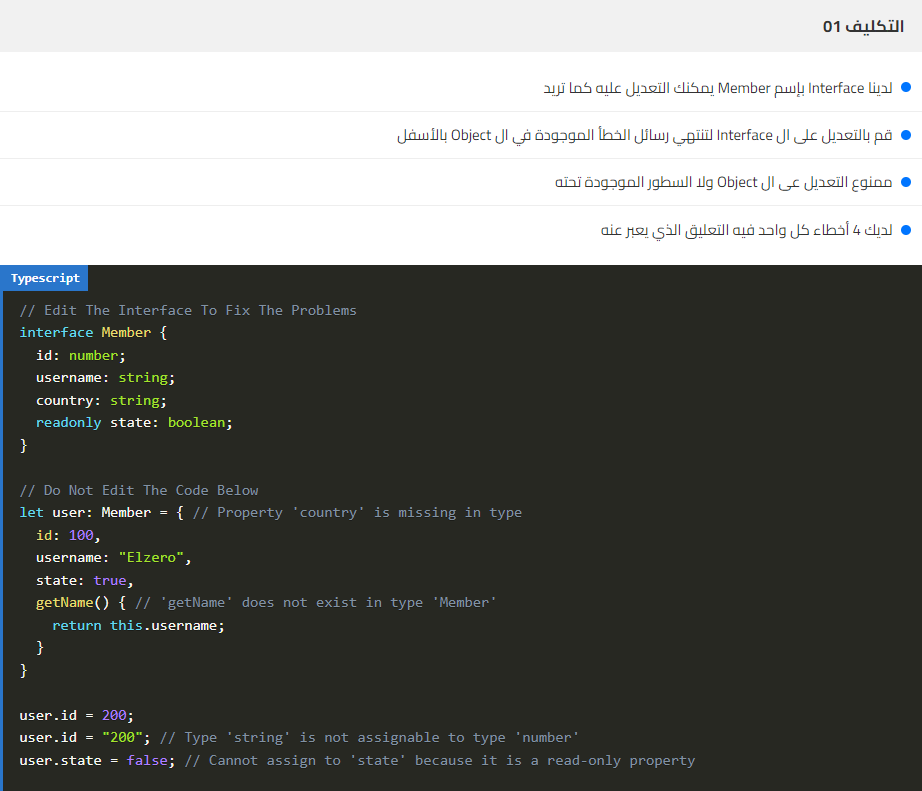 التكليف 01
لدينا Interface بإسم Member يمكنك التعديل عليه كما تريد
قم بالتعديل على ال Interface لتنتهي رسائل الخطأ الموجودة في ال Object بالأسفل
ممنوع التعديل عى ال Object ولا السطور الموجودة تحته
لديك 4 أخطاء كل واحد فيه التعليق الذي يعبر عنه
Typescript
// Edit The Interface To Fix The Problems
interface Member {
  id: number;
  username: string;
  country: string;
  readonly state: boolean;
}
// Do Not Edit The Code Below
let user: Member = { // Property 'country' is missing in type
  id: 100,
  username: "Elzero",
  state: true,
  getName() { // 'getName' does not exist in type 'Member'
    return this.username;
  }
}
user.id = 200;
user.id = "200"; // Type 'string' is not assignable to type 'number'
user.state = false; // Cannot assign to 'state' because it is a read-only property